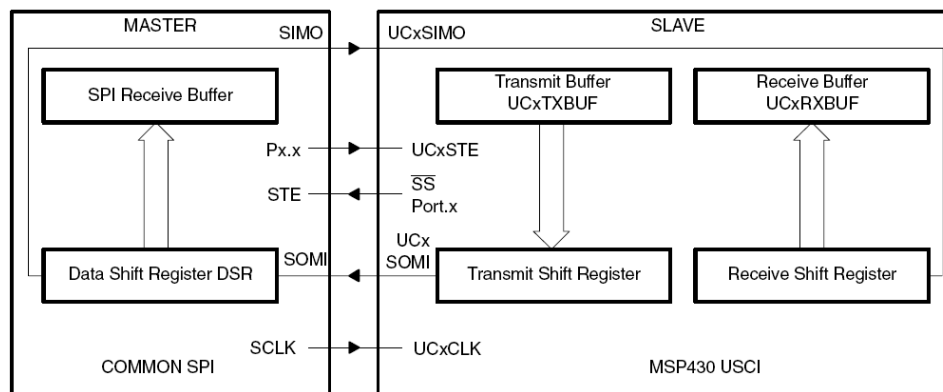 MASTER
SIMO
UCxSIMO
SLAVE
SPI Receive Buffer
Transmit Buffer
UCxTXBUF
Receive Buffer
UCxRXBUF
Px.x
UCxSTE
STE
SS
Port.x
UCx
SOMI
SOMI
Data Shift Register DSR
Transmit Shift Register
Receive Shift Register
SCLK
UCxCLK
COMMON SPI
MSP430 USCI